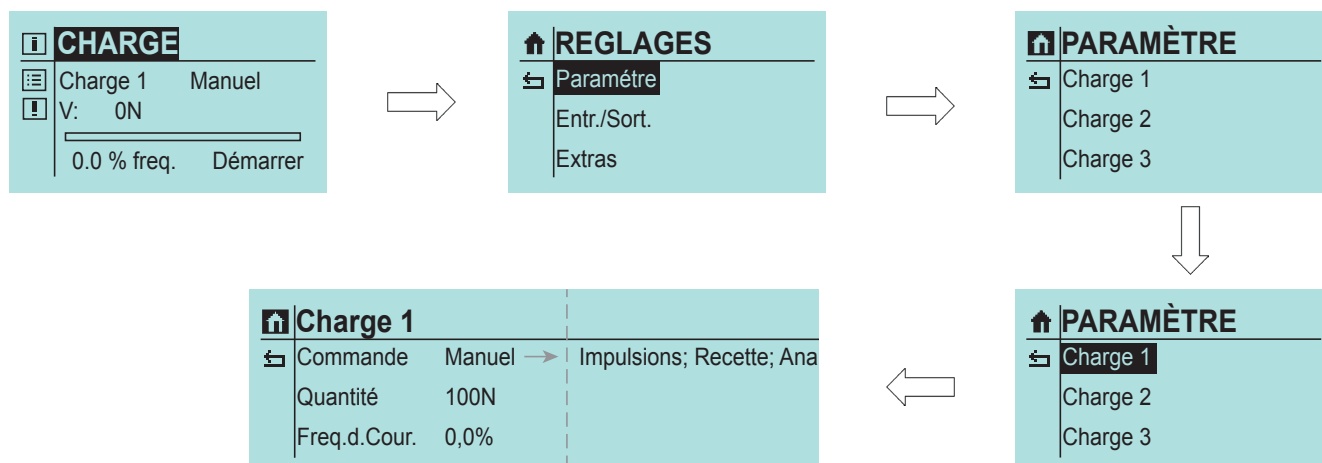 CHARGE
Charge 1 Manuel
V: 0N
0.0 % freq. Démarrer
REGLAGES
Paramétre
Entr./Sort.
Extras
PARAMÈTRE
Charge 1
Charge 2
Charge 3
PARAMÈTRE
Charge 1
Charge 2
Charge 3
Charge 1
Commande Manuel → Impulsions; Recette; Ana
Quantité 100N
Freq.d.Cour. 0,0%